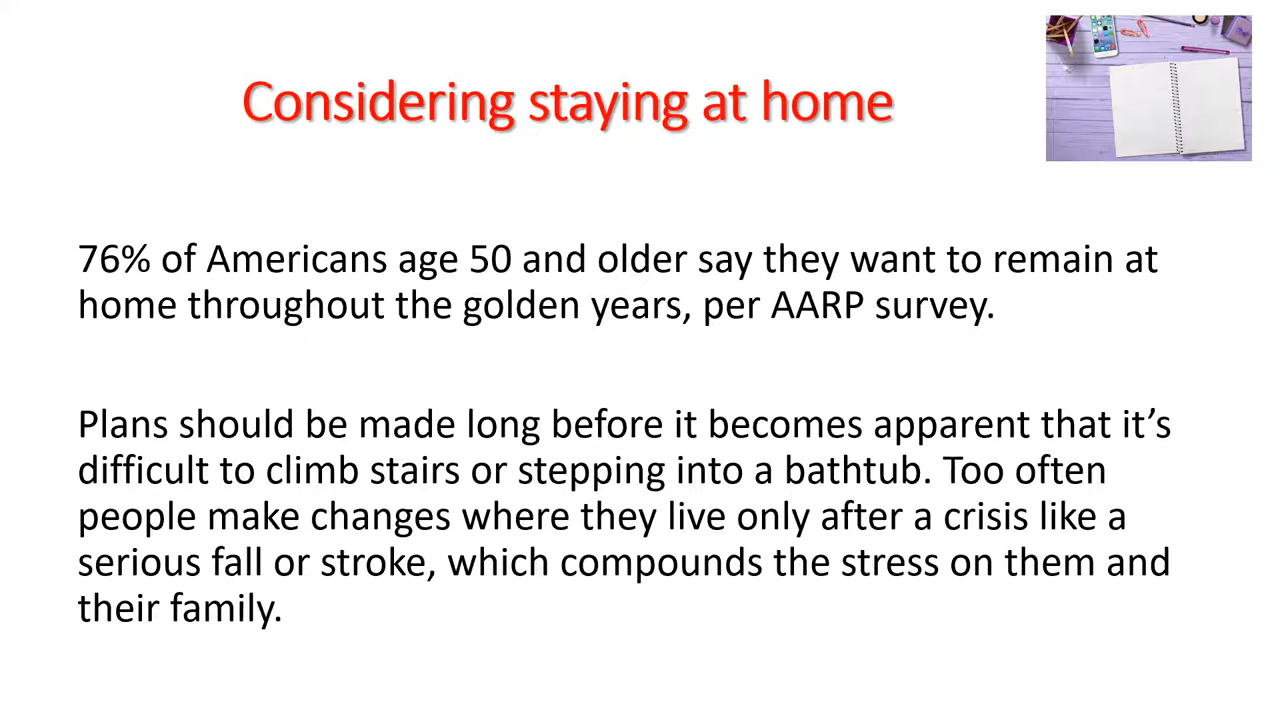 Considering staying at home
76% of Americans age 50 and older say they want to remain at
home throughout the golden years, per AARP survey.
Plans should be made long before it becomes apparent that it’s
difficult to climb stairs or stepping into a bathtub. Too often
people make changes where they live only after a crisis like a
serious fall or stroke, which compounds the stress on them and
their family.